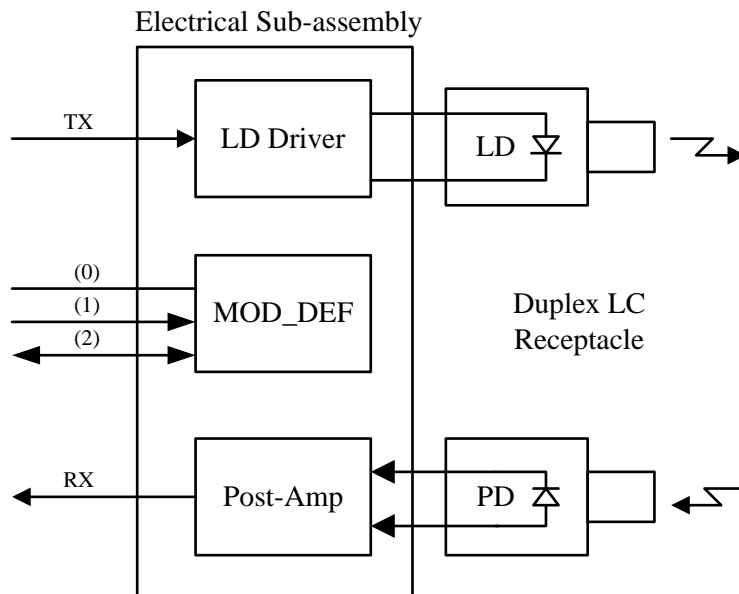 Electrical Sub-assembly
TX
LD Driver
LD
(0)
(1)
(2)
MOD_DEF
Duplex LC
Receptacle
RX
Post-Amp
PD